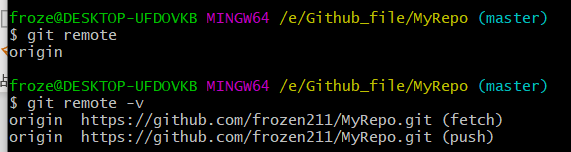 froze@DESKTOP-UFDOVKB MINGW64 /e/Github_file/MyRepo (master)
$ git remote
origin
froze@DESKTOP-UFDOVKB MINGW64 /e/Github_file/MyRepo (master)
$ git remote -v
origin  https://github.com/frozen211/MyRepo.git (fetch)
origin  https://github.com/frozen211/MyRepo.git (push)